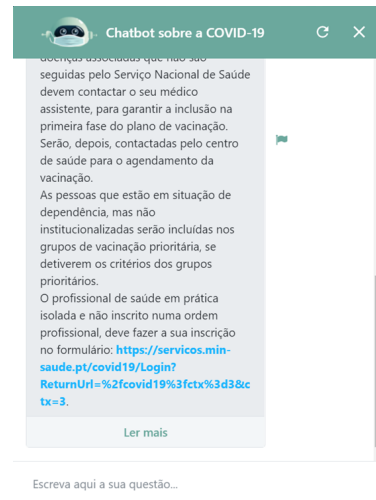 Chatbot sobre a COVID-19
doenças associadas que não são
seguidas pelo Serviço Nacional de Saúde
devem contactar o seu médico
assistente, para garantir a inclusão na
primeira fase do plano de vacinação.
Serão, depois, contactadas pelo centro
de saúde para o agendamento da
vacinação.
As pessoas que estão em situação de
dependência, mas não
institucionalizadas serão incluídas nos
grupos de vacinação prioritária, se
detiverem os critérios dos grupos
prioritários.
O profissional de saúde em prática
isolada e não inscrito numa ordem
profissional, deve fazer a sua inscrição
no formulário: https://servicos.min-
saude.pt/covid19/Login?
ReturnUrl=%2fcovid19%3fctx%3d3&c
tx=3.
Ler mais
Escreva aqui a sua questão...